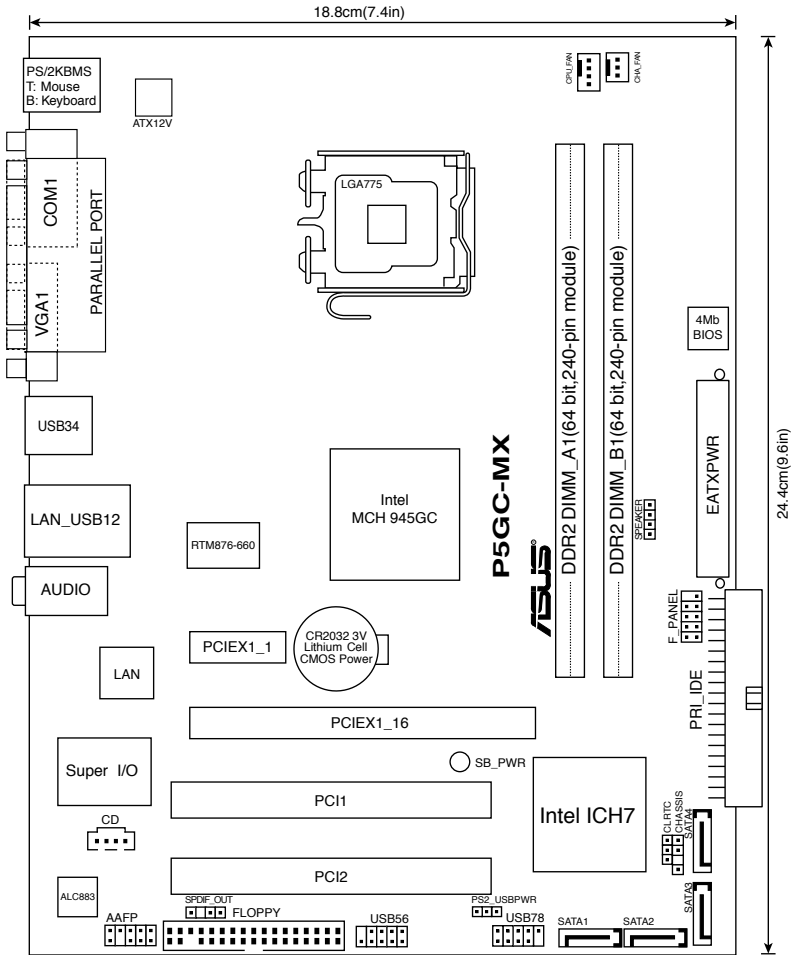 18.8cm(7.4in)
PS/2KBMS
T: Mouse
B: Keyboard
ATX12V
CPU_FAN
CHA_FAN
COM1
PARALLEL PORT
VGA1
LGA775
DDR2 DIMM_A1(64 bit,240-pin module)
DDR2 DIMM_B1(64 bit,240-pin module)
4Mb
BIOS
24.4cm(9.6in)
USB34
EATXPWR
P5GC-MX
Intel
MCH 945GC
SPEAKER
LAN_USB12
RTM876-660
ASUS®
AUDIO
F_PANEL
PCIEX1_1
CR2032 3V
Lithium Cell
CMOS Power
LAN
PRI_IDE
PCIEX1_16
Super I/O
SB_PWR
PCI1
Intel ICH7
CLRTC
CHASSIS
SATA4
CD
PCI2
ALC883
SPDIF_OUT
PS2_USBPWR
SATA3
AAFP
FLOPPY
USB56
USB78
SATA1
SATA2